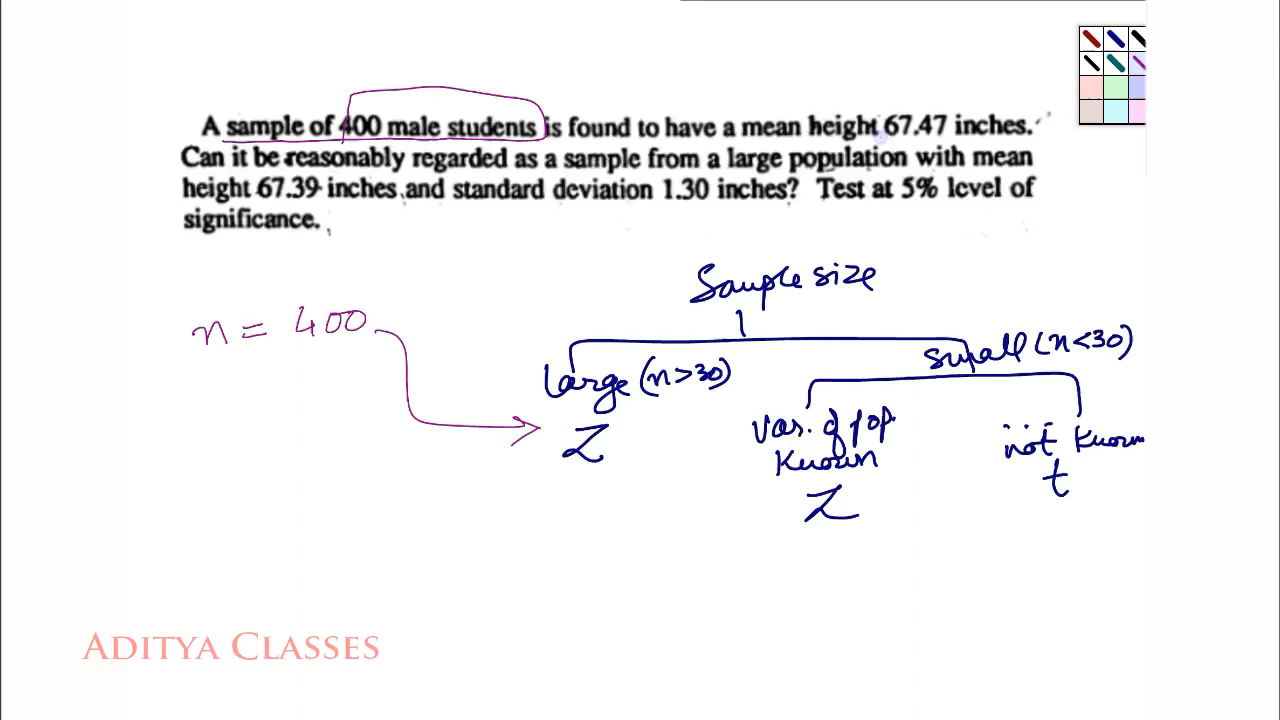 A sample of 400 male students is found to have a mean height 67.47 inches.
Can it be reasonably regarded as a sample from a large population with mean
height 67.39 inches and standard deviation 1.30 inches? Test at 5% level of
significance.
Sample size
n = 400
large (n>30)
small (n<30)
Z
Var. of pop.
Known
Z
not Known
t
ADITYA CLASSES